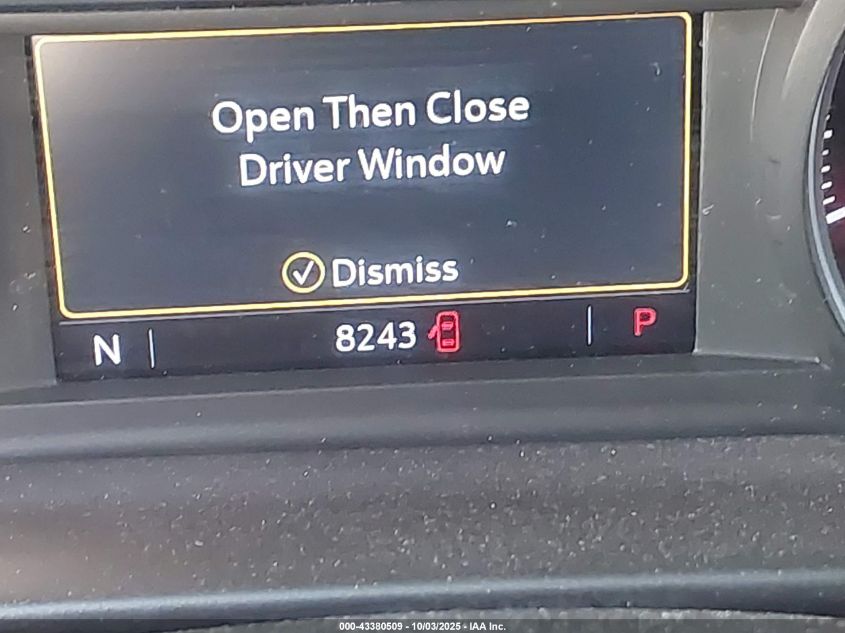 Open Then Close
Driver Window
Dismiss
N 8243 P
000-43380509 - 10/03/2025 - IAA Inc.